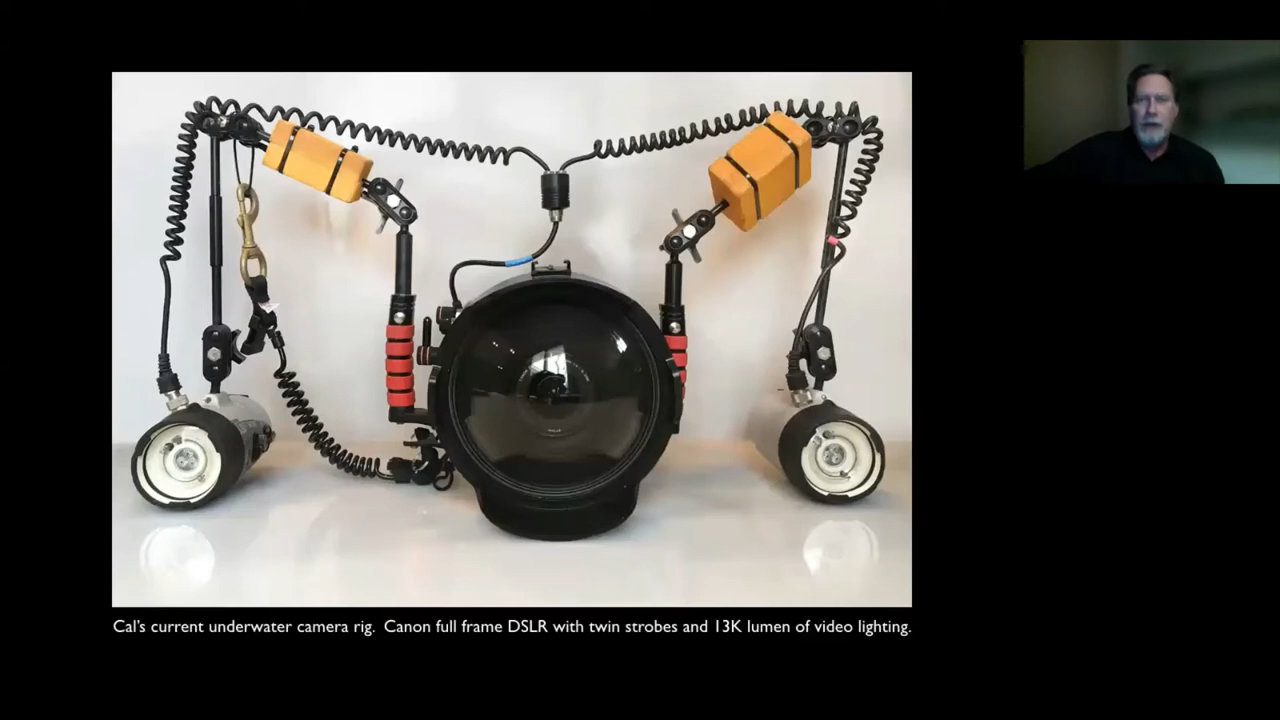 Cal's current underwater camera rig.  Canon full frame DSLR with twin strobes and 13K lumen of video lighting.